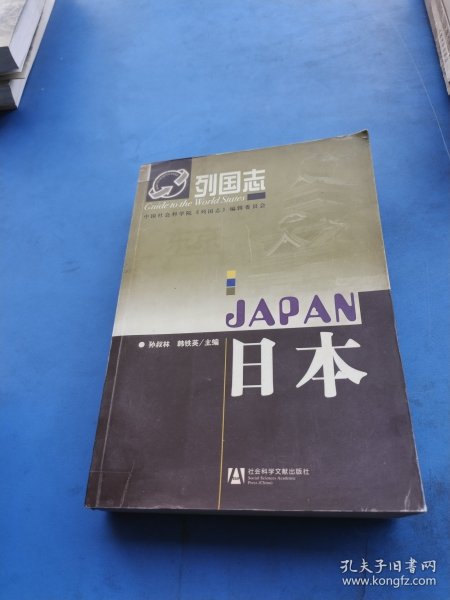 列国志
Guide to the World States
中国社会科学院《列国志》编辑委员会
JAPAN
孙叔林 韩铁英/主编
日本
社会科学文献出版社
Social Sciences Academic
Press (China)
孔夫子旧书网
www.kongfz.com